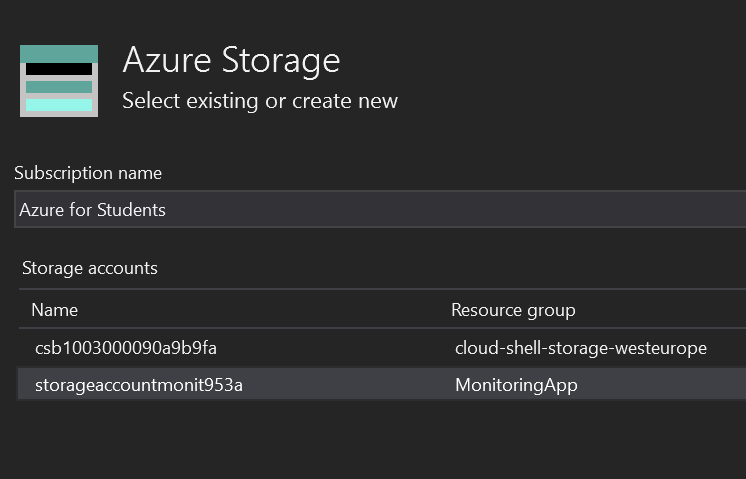 Azure Storage
Select existing or create new
Subscription name
Azure for Students
Storage accounts
Name Resource group
csb1003000090a9b9fa cloud-shell-storage-westeurope
storageaccountmonit953a MonitoringApp